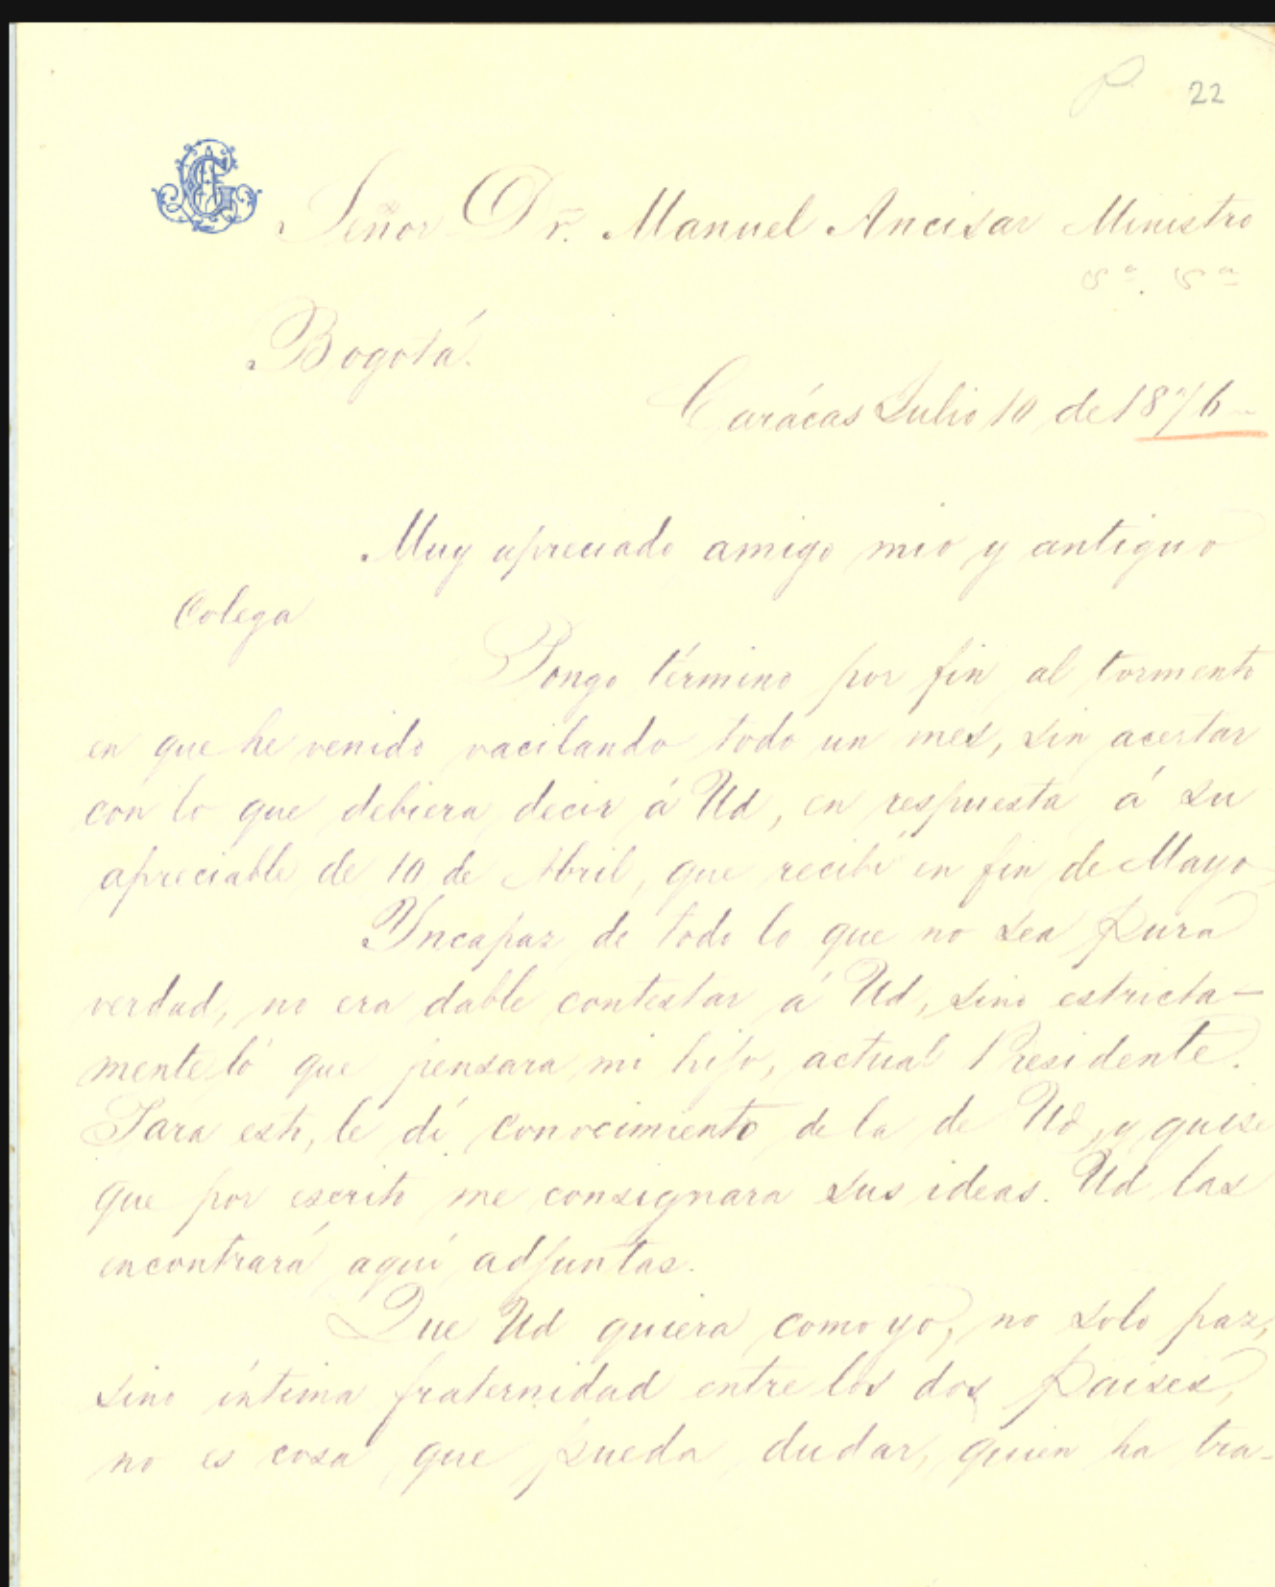 P 22
Señor Dr. Manuel Ancisar Ministro
&ª. &ª
Bogotá.
Carácas Julio 10 de 1876
Muy apreciado amigo mio y antiguo
Colega
Pongo término por fin al tormento
en que he venido vacilando todo un mes, sin acertar
con lo que debiera decir á Ud, en respuesta á su
apreciable de 10 de Abril, que recibí en fin de Mayo
Yncapaz de todo lo que no sea pura
verdad, no era dable contestar á Ud, sino estricta-
mente ló que pensara mi hijo, actual Presidente.
Para esto, le dí conocimiento de la de Ud, y quise
que por escrito me consignara sus ideas. Ud las
encontrará aquí adjuntas.
Que Ud quiera como yo, no solo paz,
sino íntima fraternidad entre los dos paises,
no es cosa que pueda dudar, quien ha tra-